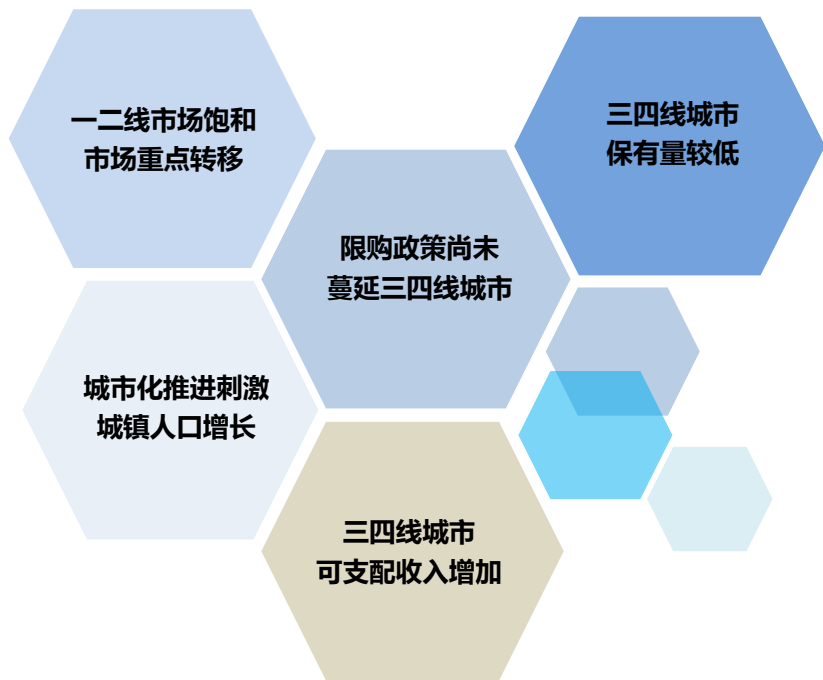 一二线市场饱和
市场重点转移
三四线城市
保有量较低
限购政策尚未
蔓延三四线城市
城市化推进刺激
城镇人口增长
三四线城市
可支配收入增加